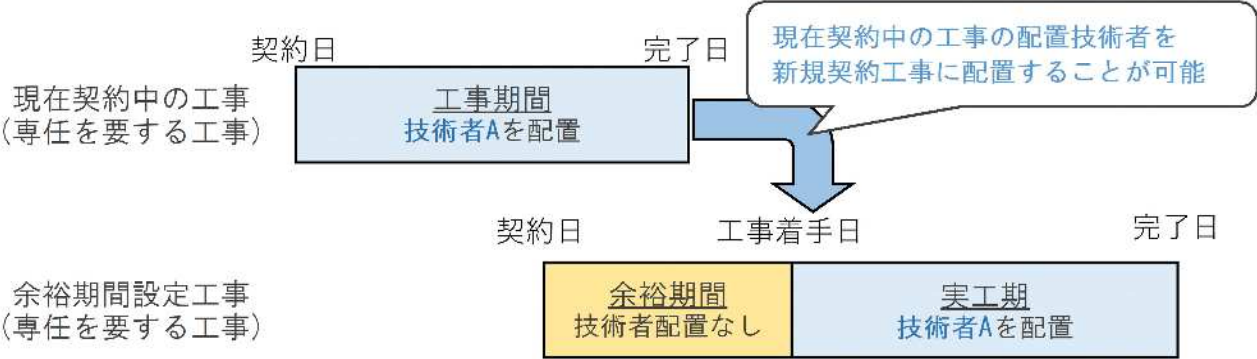 契約日
完了日
現在契約中の工事の配置技術者を
新規契約工事に配置することが可能
現在契約中の工事
(専任を要する工事)
工事期間
技術者Aを配置
契約日
工事着手日
完了日
余裕期間設定工事
(専任を要する工事)
余裕期間
技術者配置なし
実工期
技術者Aを配置